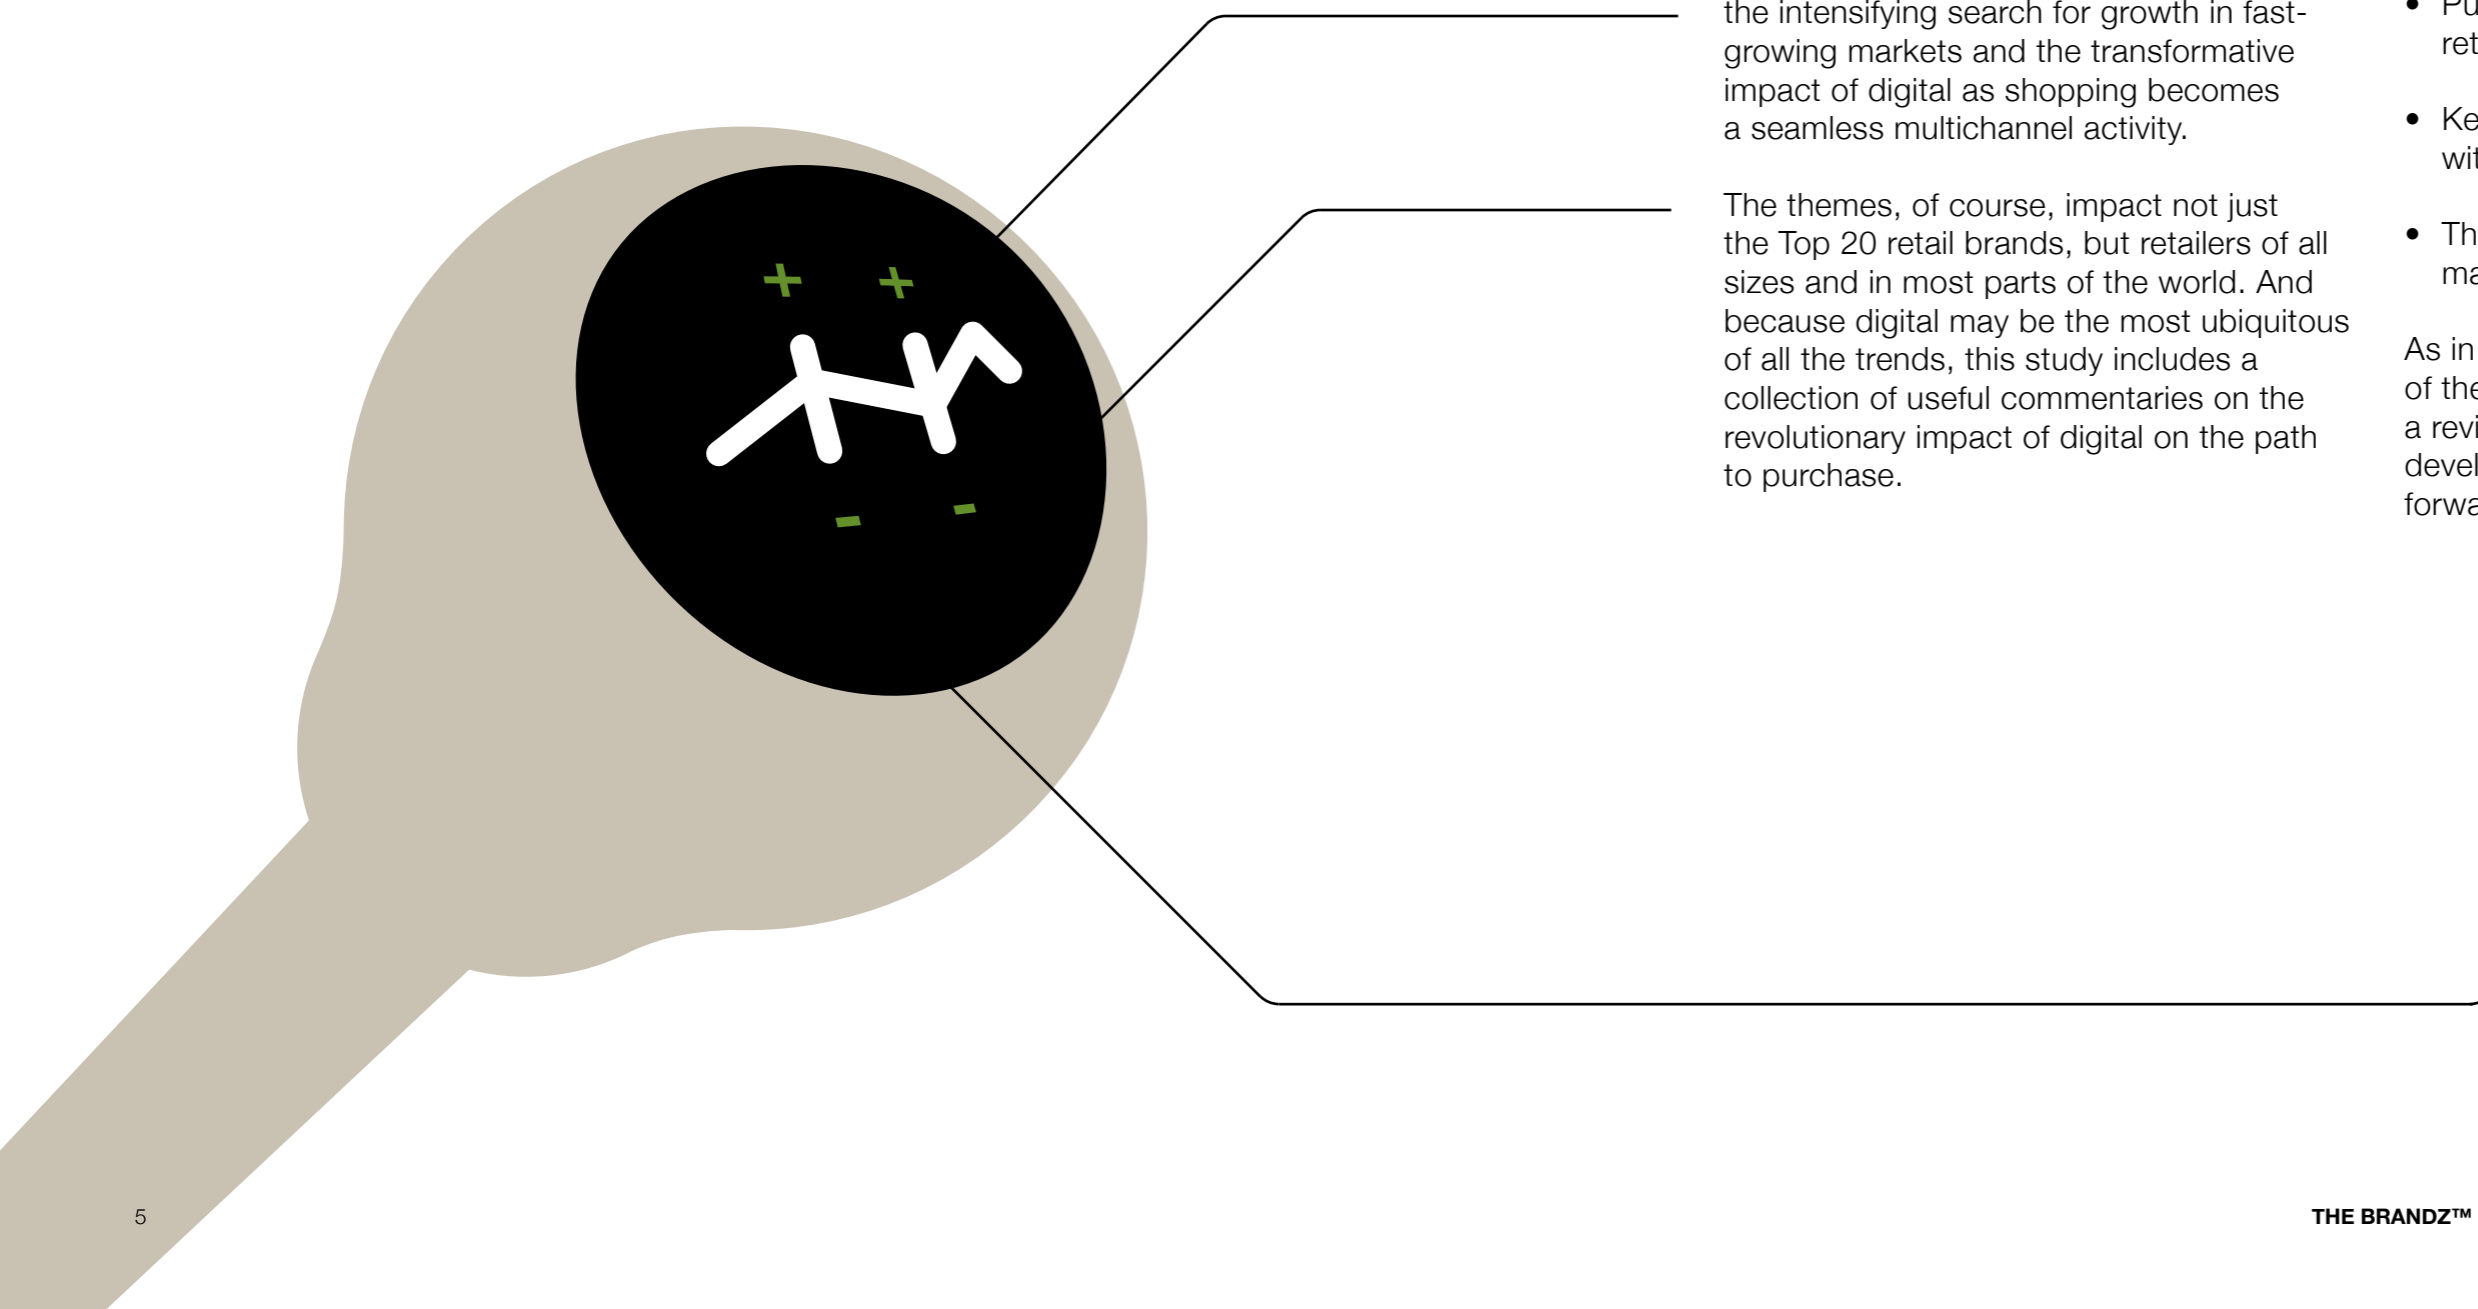 the intensifying search for growth in fast-
growing markets and the transformative
impact of digital as shopping becomes
a seamless multichannel activity.
The themes, of course, impact not just
the Top 20 retail brands, but retailers of all
sizes and in most parts of the world. And
because digital may be the most ubiquitous
of all the trends, this study includes a
collection of useful commentaries on the
revolutionary impact of digital on the path
to purchase.
As in
of the
a revi
devel
forwa
+ +
- -
5
THE BRANDZ™